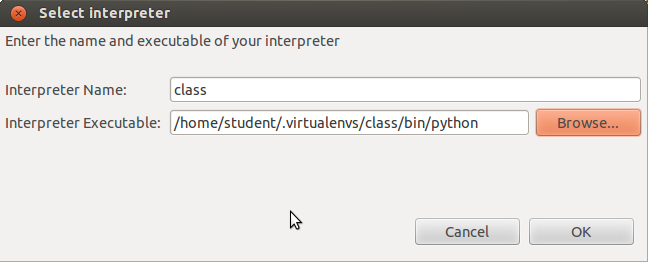 Select interpreter
Enter the name and executable of your interpreter
Interpreter Name: class
Interpreter Executable: /home/student/.virtualenvs/class/bin/python Browse...
Cancel OK